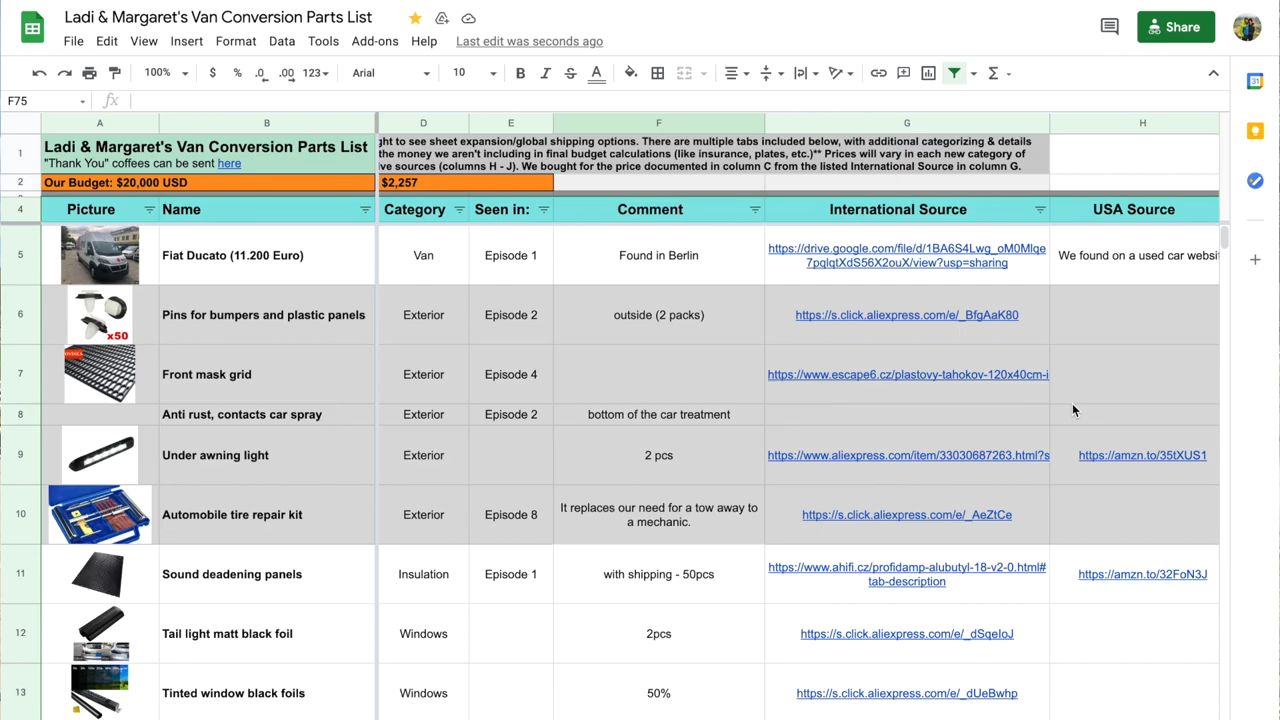 Ladi & Margaret's Van Conversion Parts List
File Edit View Insert Format Data Tools Add-ons Help Last edit was seconds ago
Share
100% $ % .0 .00 123 Arial 10 B I S A
31
F75 fx
A B D E F G H
1 Ladi & Margaret's Van Conversion Parts List
"Thank You" coffees can be sent here
ght to see sheet expansion/global shipping options. There are multiple tabs included below, with additional categorizing & details
the money we aren't including in final budget calculations (like insurance, plates, etc.)** Prices will vary in each new category of
ve sources (columns H - J). We bought for the price documented in column C from the listed International Source in column G.
2 Our Budget: $20,000 USD $2,257
4 Picture Name Category Seen in: Comment International Source USA Source
5 Fiat Ducato (11.200 Euro) Van Episode 1 Found in Berlin https://drive.google.com/file/d/1BA6S4Lwg_oM0Mlqe
7pqlqtXdS56X2ouX/view?usp=sharing We found on a used car websit
6 x50 Pins for bumpers and plastic panels Exterior Episode 2 outside (2 packs) https://s.click.aliexpress.com/e/_BfgAaK80
7 Front mask grid Exterior Episode 4 https://www.escape6.cz/plastovy-tahokov-120x40cm-i
8 Anti rust, contacts car spray Exterior Episode 2 bottom of the car treatment
9 Under awning light Exterior 2 pcs https://www.aliexpress.com/item/33030687263.html?s https://amzn.to/35tXUS1
10 Automobile tire repair kit Exterior Episode 8 It replaces our need for a tow away to
a mechanic. https://s.click.aliexpress.com/e/_AeZtCe
11 Sound deadening panels Insulation Episode 1 with shipping - 50pcs https://www.ahifi.cz/profidamp-alubutyl-18-v2-0.html#
tab-description https://amzn.to/32FoN3J
12 Tail light matt black foil Windows 2pcs https://s.click.aliexpress.com/e/_dSqeIoJ
13 Tinted window black foils Windows 50% https://s.click.aliexpress.com/e/_dUeBwhp